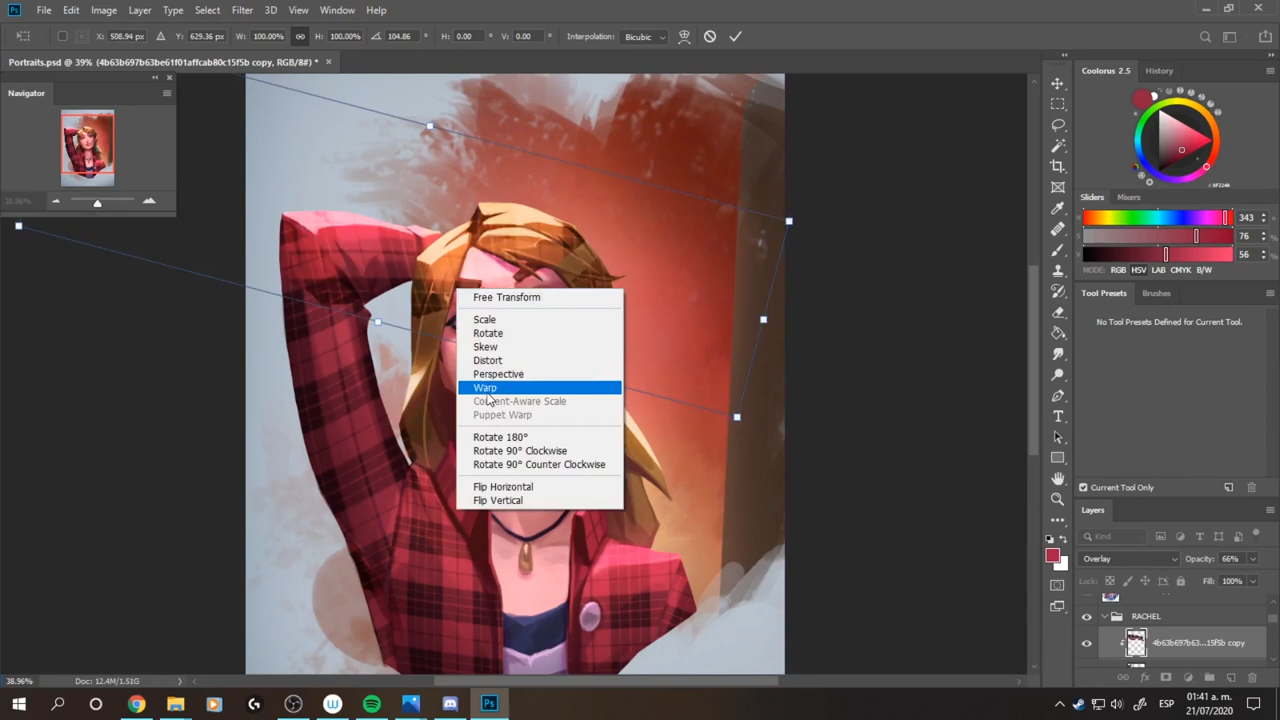 Ps File Edit Image Layer Type Select Filter 3D View Window Help
X: 508.94 px Y: 629.36 px W: 100.00% H: 100.00% 104.86 ° H: 0.00 ° V: 0.00 ° Interpolation: Bicubic
Portraits.psd @ 39% (4b63b697b63be61f01affcab80c15f5b copy, RGB/8#) *
Navigator
38.96%
Free Transform
Scale
Rotate
Skew
Distort
Perspective
Warp
Content-Aware Scale
Puppet Warp
Rotate 180°
Rotate 90° Clockwise
Rotate 90° Counter Clockwise
Flip Horizontal
Flip Vertical
Coolorus 2.5 History
Sliders Mixers
343
S 76
56
MODE: RGB HSV LAB CMYK B/W
Tool Presets Brushes
No Tool Presets Defined for Current Tool.
Current Tool Only
Layers
Kind
Overlay Opacity: 66%
Lock: Fill: 100%
RACHEL
4b63b697b63...15f5b copy
38.96% Doc: 12.4M/1.51G
Ps ESP 01:41 a. m.
21/07/2020